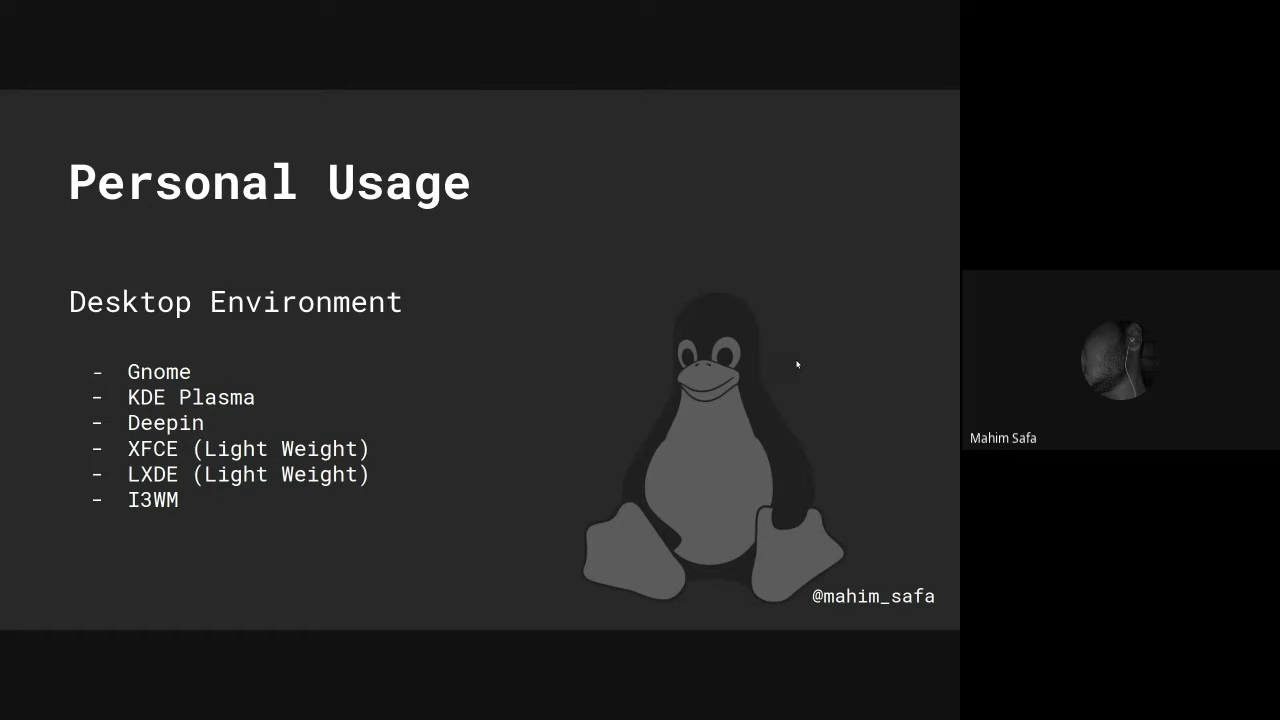 Personal Usage
Desktop Environment
- Gnome
- KDE Plasma
- Deepin
- XFCE (Light Weight)
- LXDE (Light Weight)
- I3WM
@mahim_safa
Mahim Safa